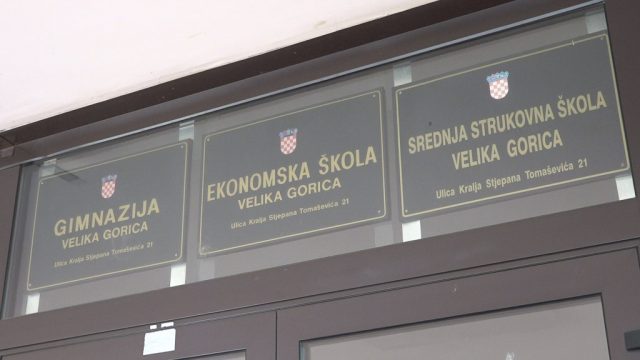 GIMNAZIJA
VELIKA GORICA
Ulica Kralja Stjepana Tomaševića 21
EKONOMSKA ŠKOLA
VELIKA GORICA
Ulica Kralja Stjepana Tomaševića 21
SREDNJA STRUKOVNA ŠKOLA
VELIKA GORICA
Ulica Kralja Stjepana Tomaševića 21